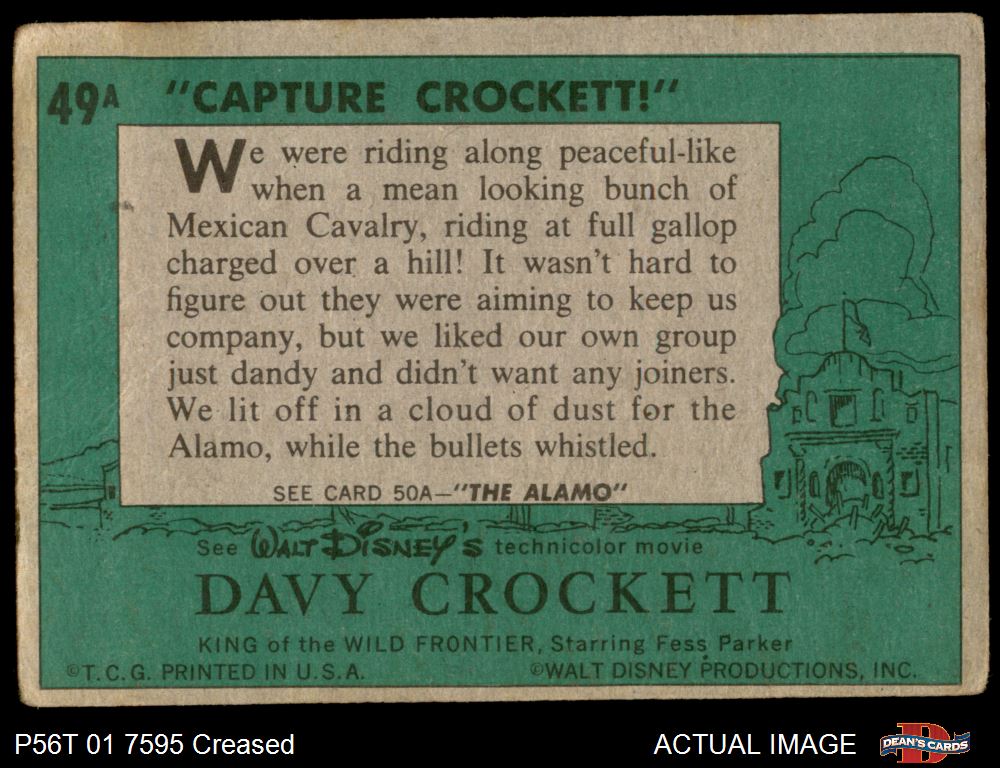 49A "CAPTURE CROCKETT!"
We were riding along peaceful-like
when a mean looking bunch of
Mexican Cavalry, riding at full gallop
charged over a hill! It wasn't hard to
figure out they were aiming to keep us
company, but we liked our own group
just dandy and didn't want any joiners.
We lit off in a cloud of dust for the
Alamo, while the bullets whistled.
SEE CARD 50A—"THE ALAMO"
See WALT DISNEY'S technicolor movie
DAVY CROCKETT
KING of the WILD FRONTIER, Starring Fess Parker
©T.C.G. PRINTED IN U.S.A. ©WALT DISNEY PRODUCTIONS, INC.
P56T 01 7595 Creased ACTUAL IMAGE D DEAN'S CARDS